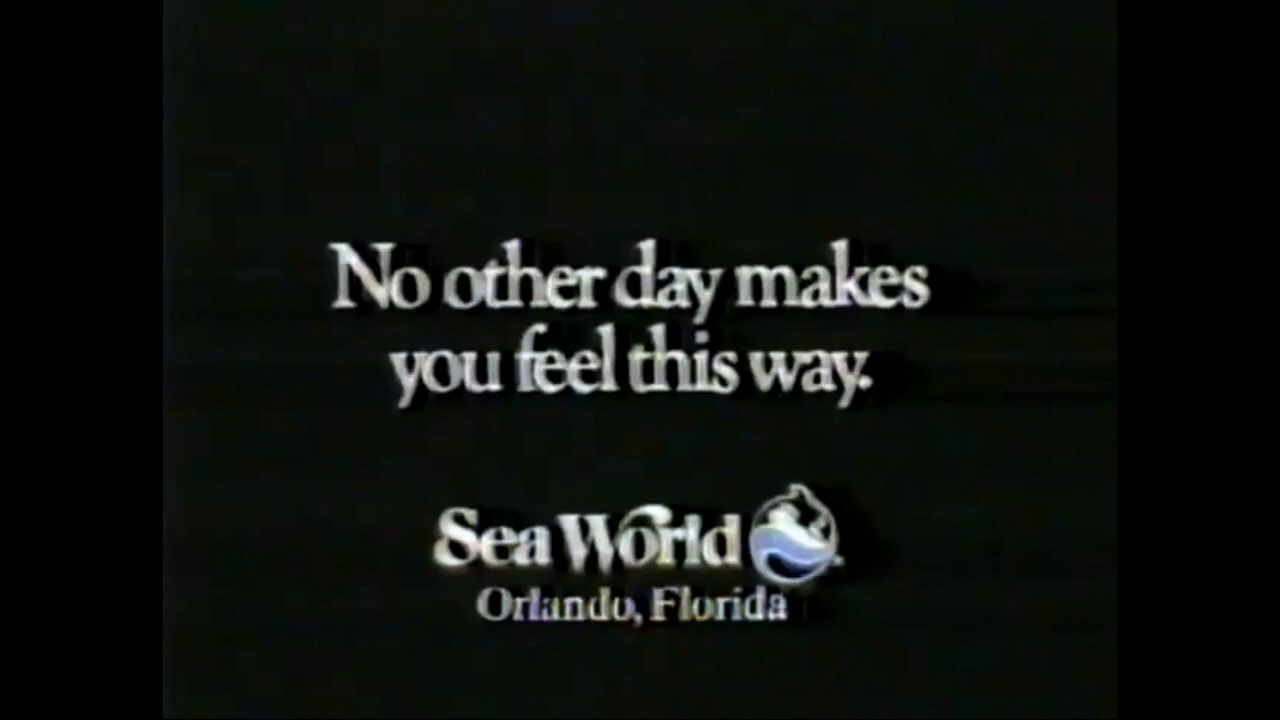 No other day makes
you feel this way.
Sea World
Orlando, Florida